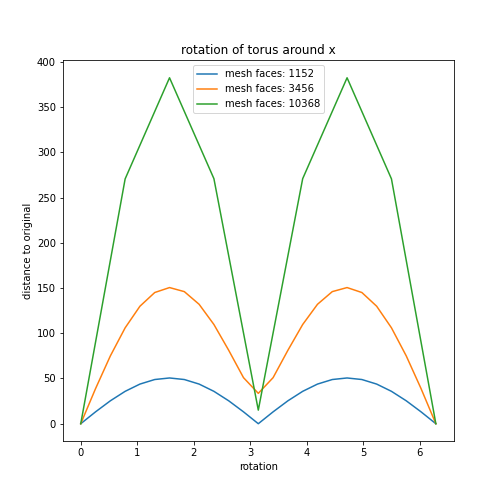 rotation of torus around x
mesh faces: 1152
mesh faces: 3456
mesh faces: 10368
distance to original
400
350
300
250
200
150
100
50
0
0 1 2 3 4 5 6
rotation